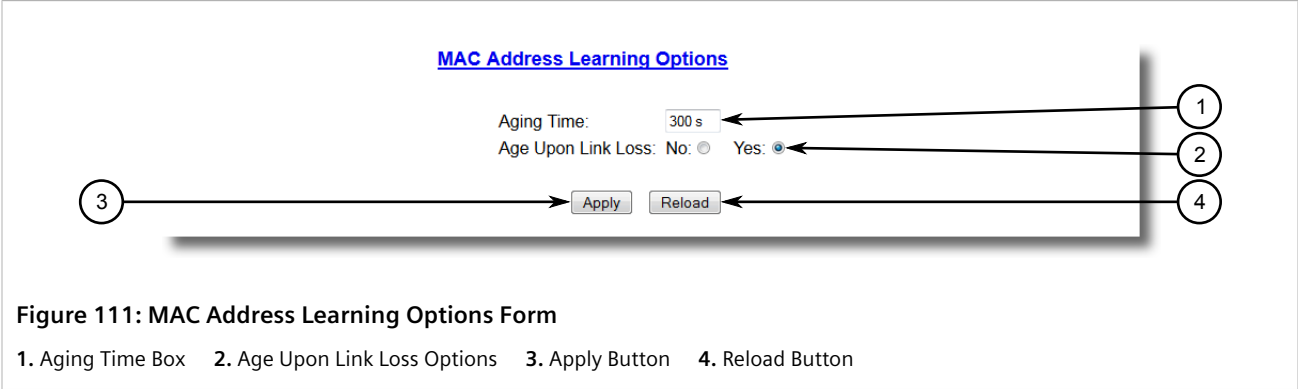 MAC Address Learning Options
Aging Time: 300 s
1
Age Upon Link Loss: No: Yes:
2
3
Apply Reload
4
Figure 111: MAC Address Learning Options Form
1. Aging Time Box 2. Age Upon Link Loss Options 3. Apply Button 4. Reload Button